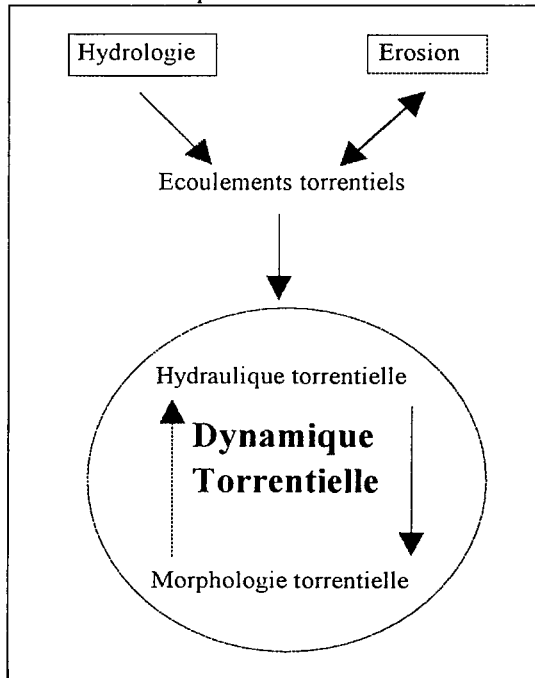 Hydrologie
Erosion
Ecoulements torrentiels
Hydraulique torrentielle
Dynamique
Torrentielle
Morphologie torrentielle